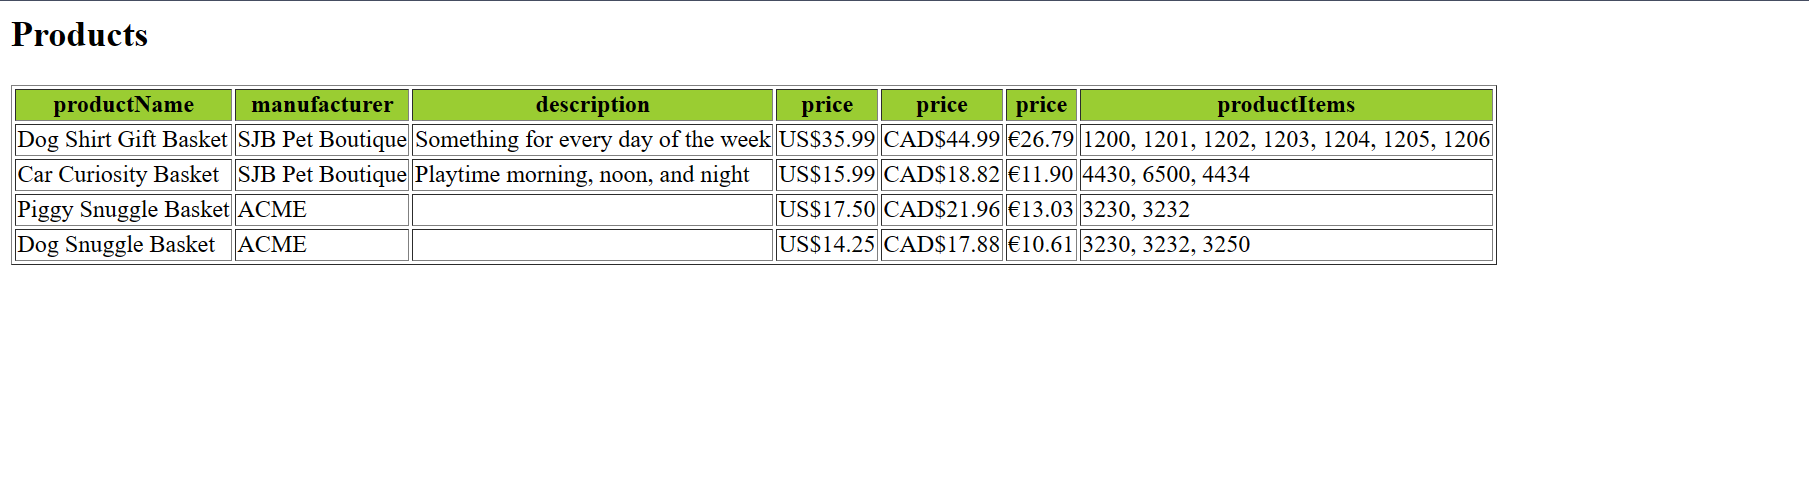 Products
productName manufacturer description price price price productItems
Dog Shirt Gift Basket SJB Pet Boutique Something for every day of the week US$35.99 CAD$44.99 €26.79 1200, 1201, 1202, 1203, 1204, 1205, 1206
Car Curiosity Basket SJB Pet Boutique Playtime morning, noon, and night US$15.99 CAD$18.82 €11.90 4430, 6500, 4434
Piggy Snuggle Basket ACME US$17.50 CAD$21.96 €13.03 3230, 3232
Dog Snuggle Basket ACME US$14.25 CAD$17.88 €10.61 3230, 3232, 3250